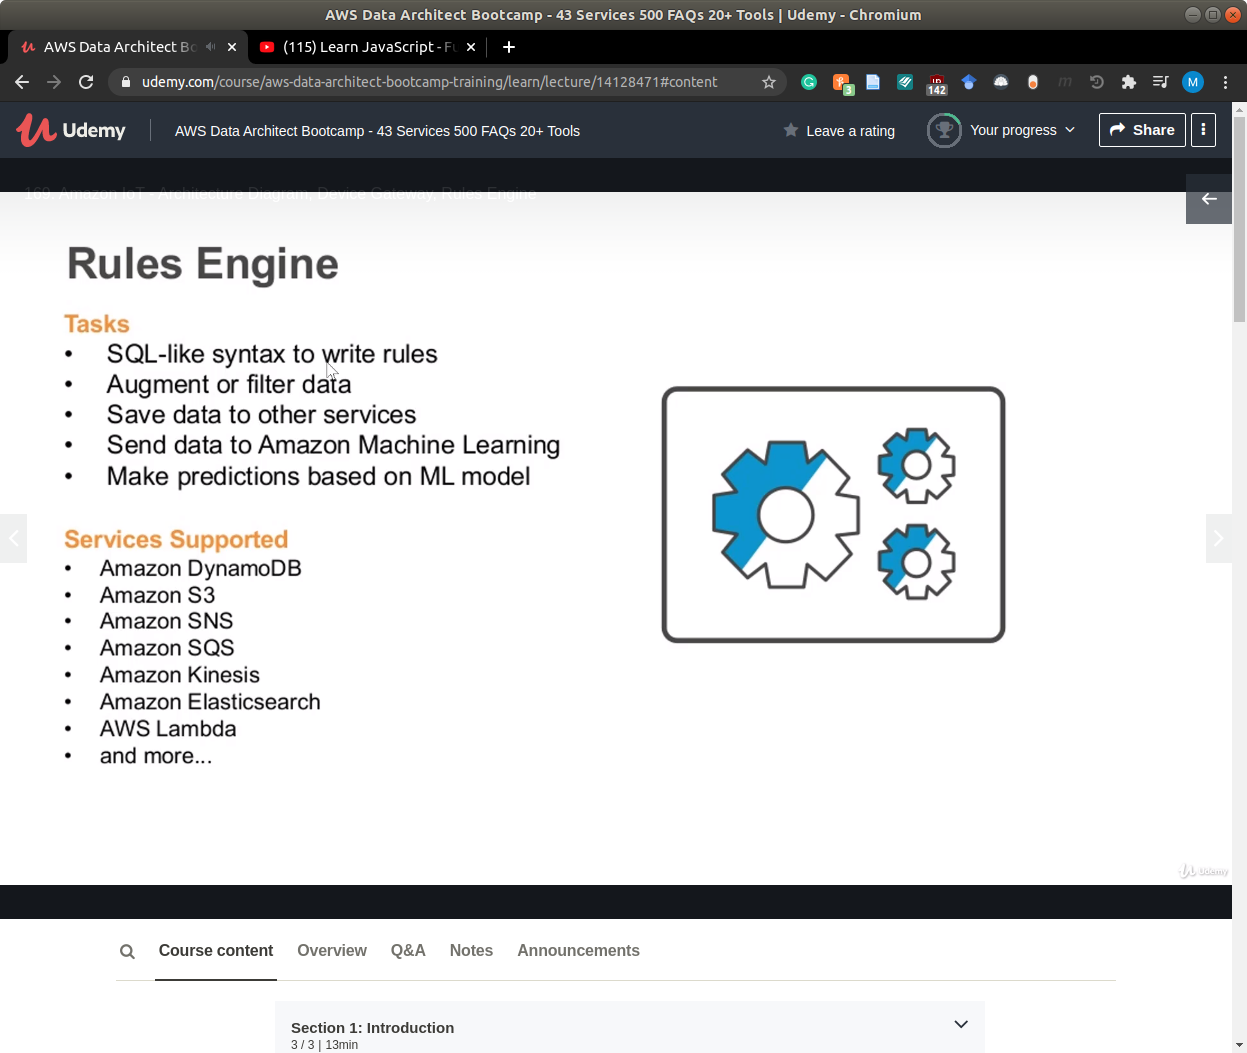 AWS Data Architect Bootcamp - 43 Services 500 FAQs 20+ Tools | Udemy - Chromium
AWS Data Architect Bo
(115) Learn JavaScript - Fu
udemy.com/course/aws-data-architect-bootcamp-training/learn/lecture/14128471#content
3
142
m
M
Udemy
AWS Data Architect Bootcamp - 43 Services 500 FAQs 20+ Tools
Leave a rating
Your progress
Share
169. Amazon IoT - Architecture Diagram, Device Gateway, Rules Engine
Rules Engine
Tasks
• SQL-like syntax to write rules
• Augment or filter data
• Save data to other services
• Send data to Amazon Machine Learning
• Make predictions based on ML model
Services Supported
• Amazon DynamoDB
• Amazon S3
• Amazon SNS
• Amazon SQS
• Amazon Kinesis
• Amazon Elasticsearch
• AWS Lambda
• and more...
Udemy
Course content
Overview
Q&A
Notes
Announcements
Section 1: Introduction
3 / 3 | 13min